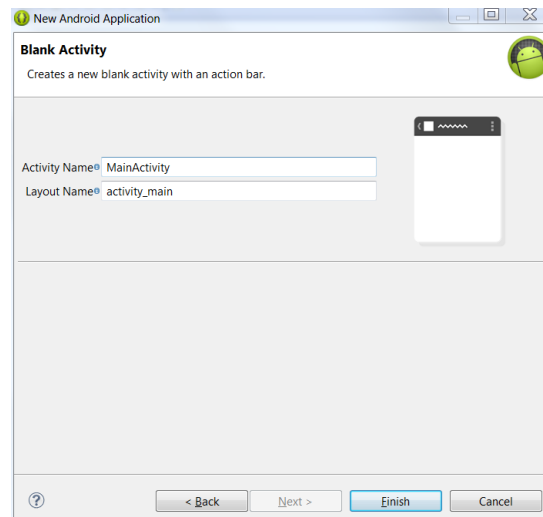 New Android Application
Blank Activity
Creates a new blank activity with an action bar.
Activity Name MainActivity
Layout Name activity_main
< Back Next > Finish Cancel